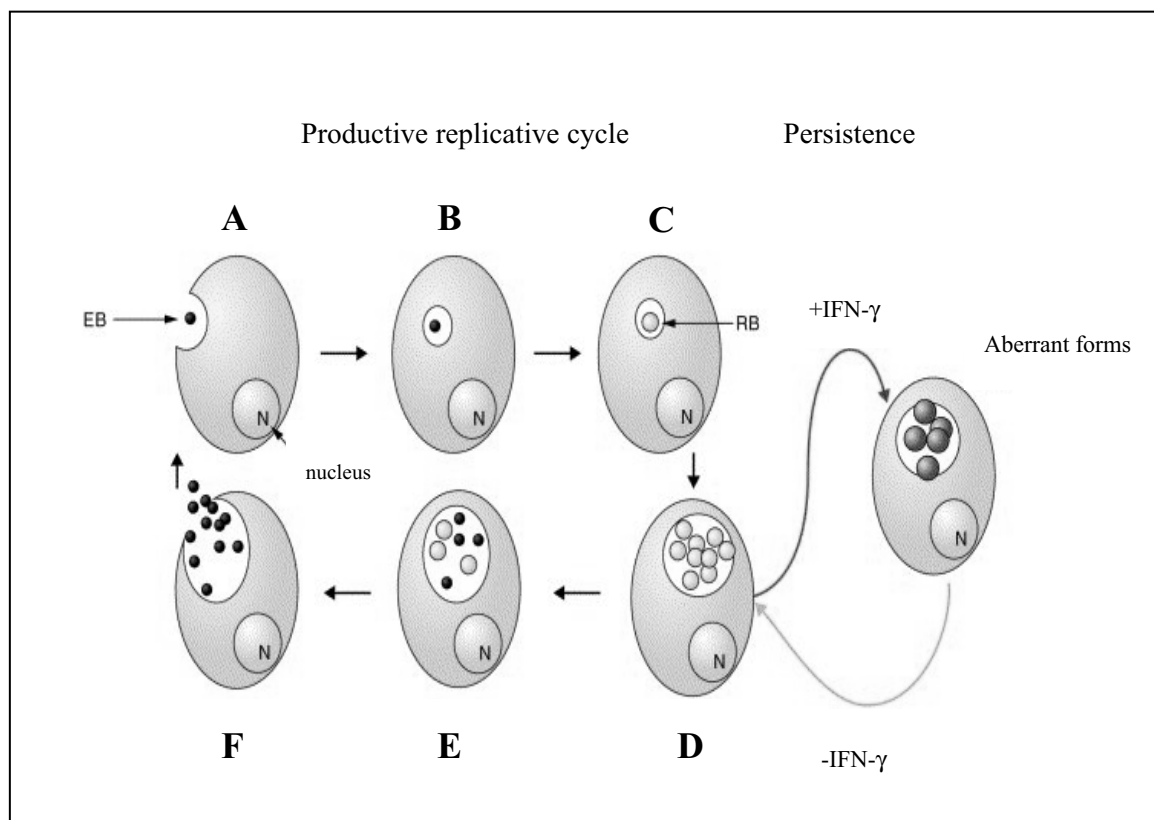 Productive replicative cycle
Persistence
A
B
C
EB
RB
+IFN-γ
Aberrant forms
N
N
N
nucleus
N
N
N
N
F
E
D
-IFN-γ